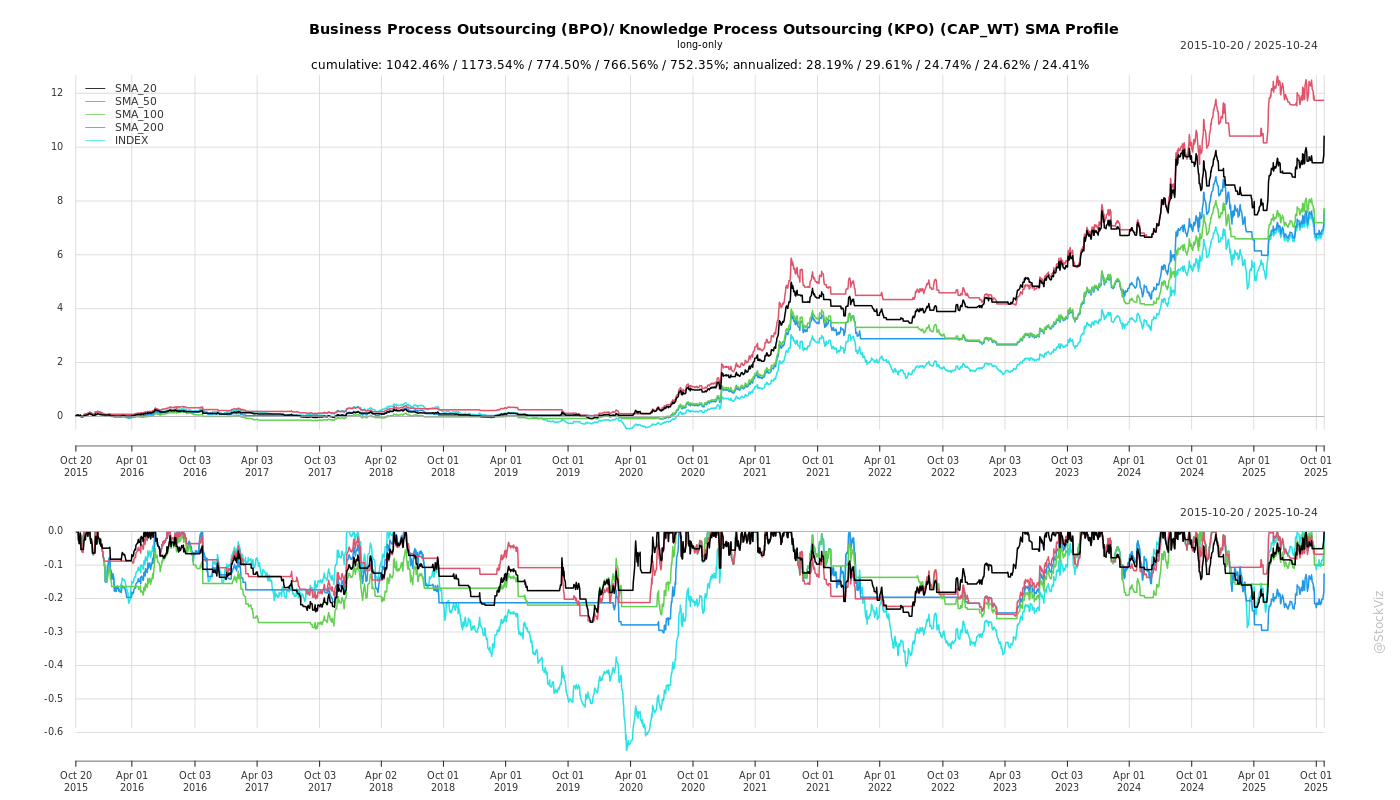 Business Process Outsourcing (BPO)/ Knowledge Process Outsourcing (KPO) (CAP_WT) SMA Profile
long-only
2015-10-20 / 2025-10-24
cumulative: 1042.46% / 1173.54% / 774.50% / 766.56% / 752.35%; annualized: 28.19% / 29.61% / 24.74% / 24.62% / 24.41%
SMA_20
SMA_50
SMA_100
SMA_200
INDEX
12
10
8
6
4
2
0
Oct 20 Apr 01 Oct 03 Apr 03 Oct 03 Apr 02 Oct 01 Apr 01 Oct 01 Apr 01 Oct 01 Apr 01 Oct 01 Apr 01 Oct 03 Apr 03 Oct 03 Apr 01 Oct 01 Apr 01 Oct 01
2015 2016 2016 2017 2017 2018 2018 2019 2019 2020 2020 2021 2021 2022 2022 2023 2023 2024 2024 2025 2025
2015-10-20 / 2025-10-24
0.0
-0.1
-0.2
-0.3
-0.4
-0.5
-0.6
Oct 20 Apr 01 Oct 03 Apr 03 Oct 03 Apr 02 Oct 01 Apr 01 Oct 01 Apr 01 Oct 01 Apr 01 Oct 01 Apr 01 Oct 03 Apr 03 Oct 03 Apr 01 Oct 01 Apr 01 Oct 01
2015 2016 2016 2017 2017 2018 2018 2019 2019 2020 2020 2021 2021 2022 2022 2023 2023 2024 2024 2025 2025
@StockViz